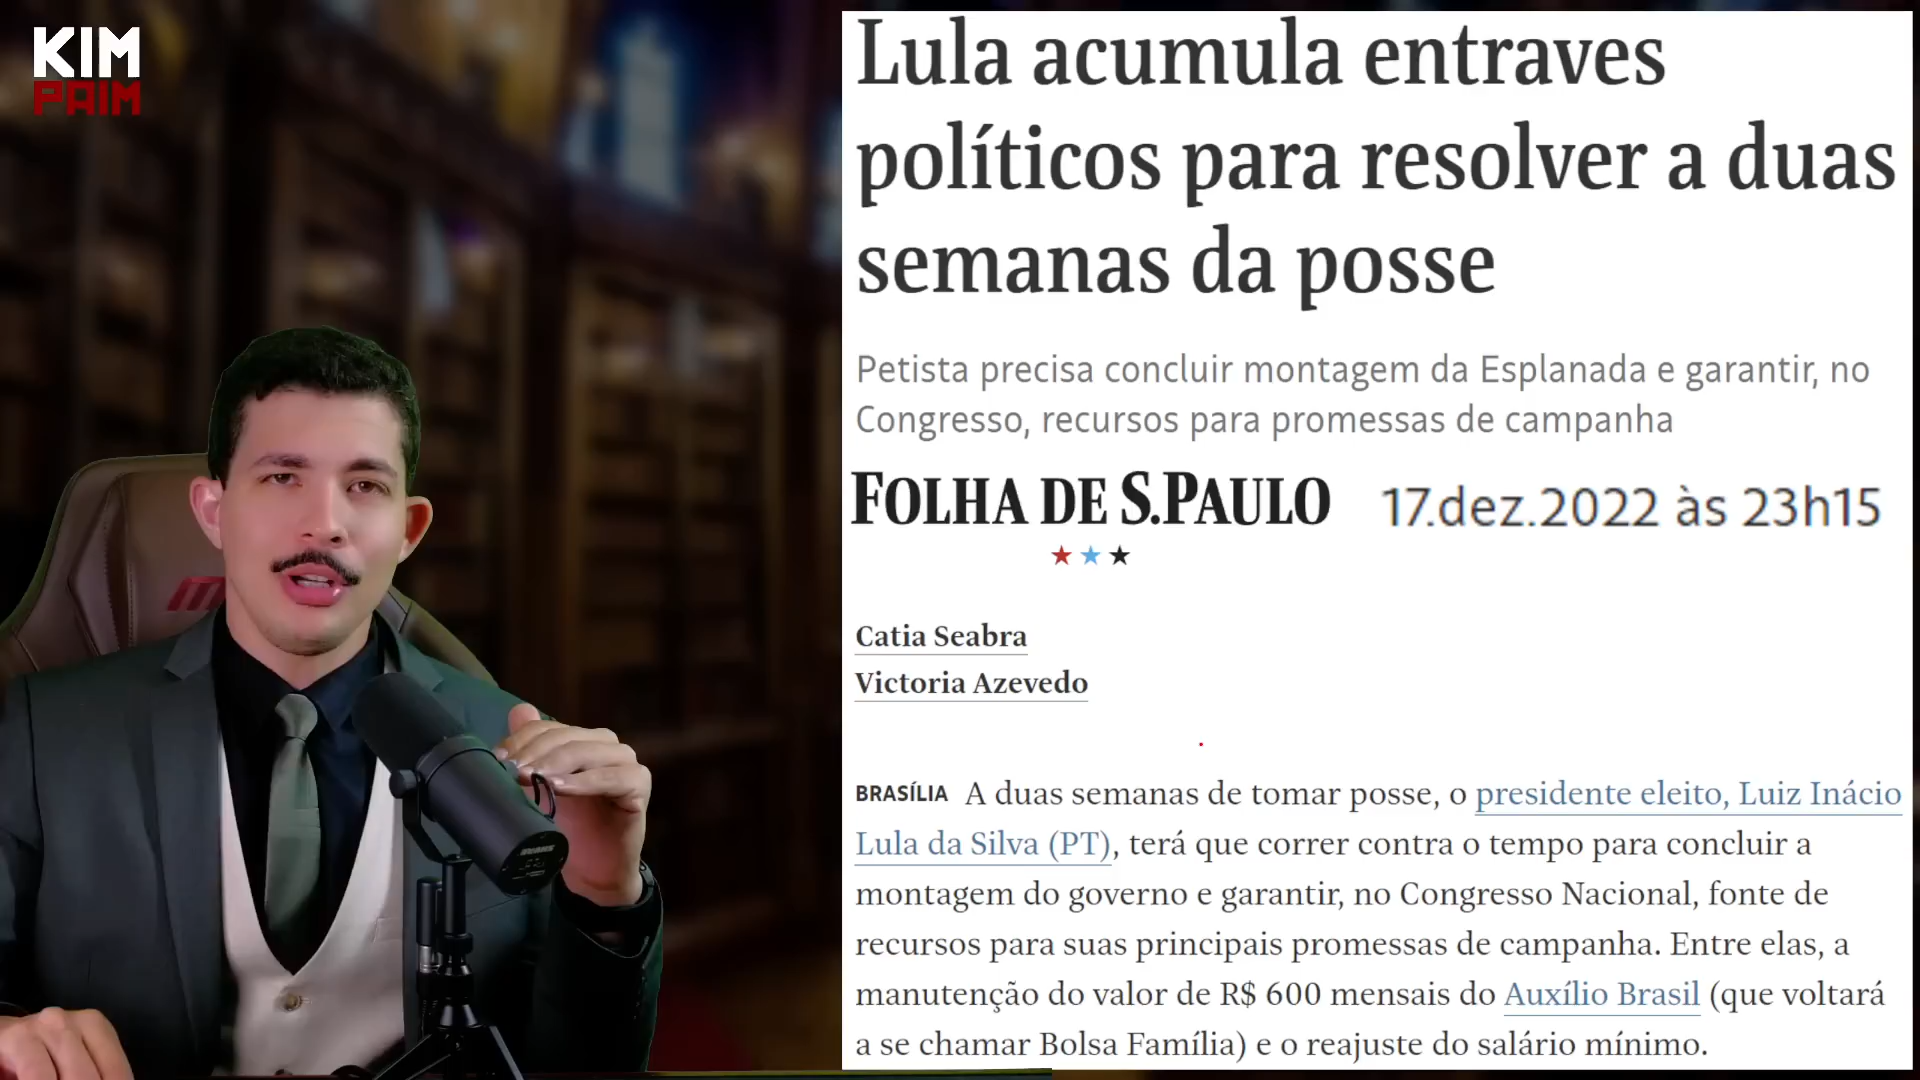 KIM
PAIM
Lula acumula entraves
políticos para resolver a duas
semanas da posse
Petista precisa concluir montagem da Esplanada e garantir, no
Congresso, recursos para promessas de campanha
FOLHA DE S.PAULO
17.dez.2022 às 23h15
Catia Seabra
Victoria Azevedo
BRASÍLIA A duas semanas de tomar posse, o presidente eleito, Luiz Inácio
Lula da Silva (PT), terá que correr contra o tempo para concluir a
montagem do governo e garantir, no Congresso Nacional, fonte de
recursos para suas principais promessas de campanha. Entre elas, a
manutenção do valor de R$ 600 mensais do Auxílio Brasil (que voltará
a se chamar Bolsa Família) e o reajuste do salário mínimo.